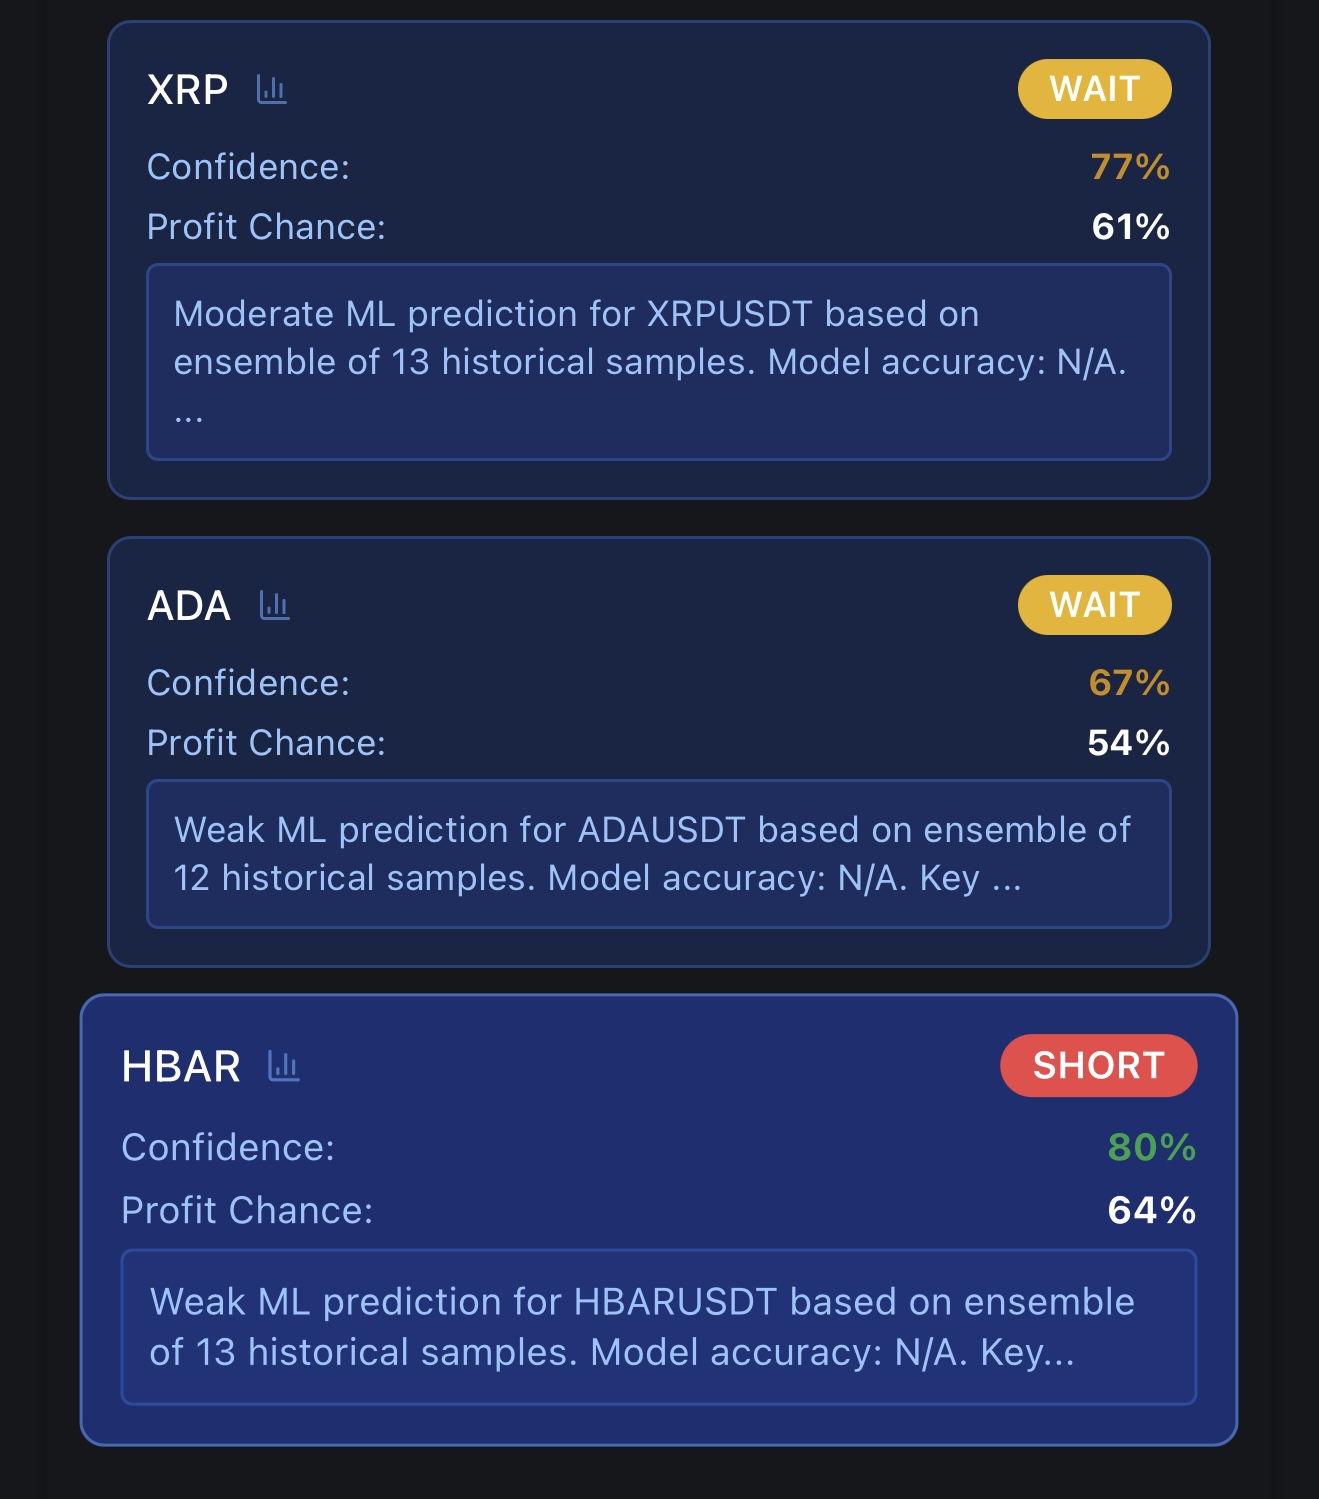 XRP
WAIT
Confidence:
77%
Profit Chance:
61%
Moderate ML prediction for XRPUSDT based on
ensemble of 13 historical samples. Model accuracy: N/A.
...
ADA
WAIT
Confidence:
67%
Profit Chance:
54%
Weak ML prediction for ADAUSDT based on ensemble of
12 historical samples. Model accuracy: N/A. Key ...
HBAR
SHORT
Confidence:
80%
Profit Chance:
64%
Weak ML prediction for HBARUSDT based on ensemble
of 13 historical samples. Model accuracy: N/A. Key...